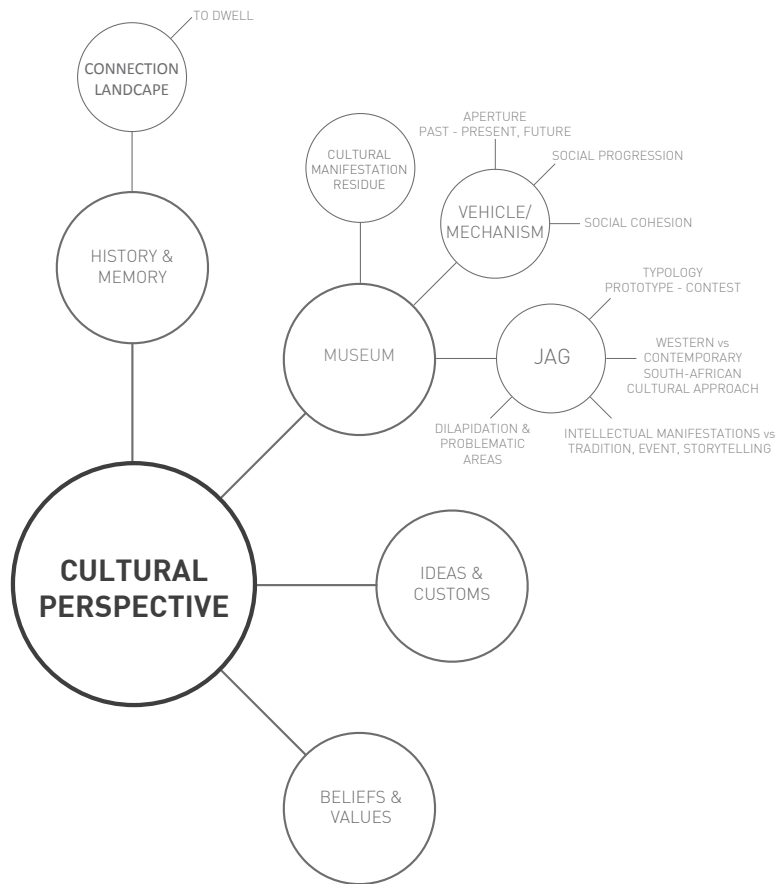 TO DWELL
CONNECTION
LANDCAPE
HISTORY &
MEMORY
CULTURAL
MANIFESTATION
RESIDUE
APERTURE
PAST - PRESENT, FUTURE
SOCIAL PROGRESSION
VEHICLE/
MECHANISM
SOCIAL COHESION
MUSEUM
TYPOLOGY
PROTOTYPE - CONTEST
JAG
WESTERN vs
CONTEMPORARY
SOUTH-AFRICAN
CULTURAL APPROACH
DILAPIDATION &
PROBLEMATIC
AREAS
INTELLECTUAL MANIFESTATIONS vs
TRADITION, EVENT, STORYTELLING
CULTURAL
PERSPECTIVE
IDEAS &
CUSTOMS
BELIEFS &
VALUES